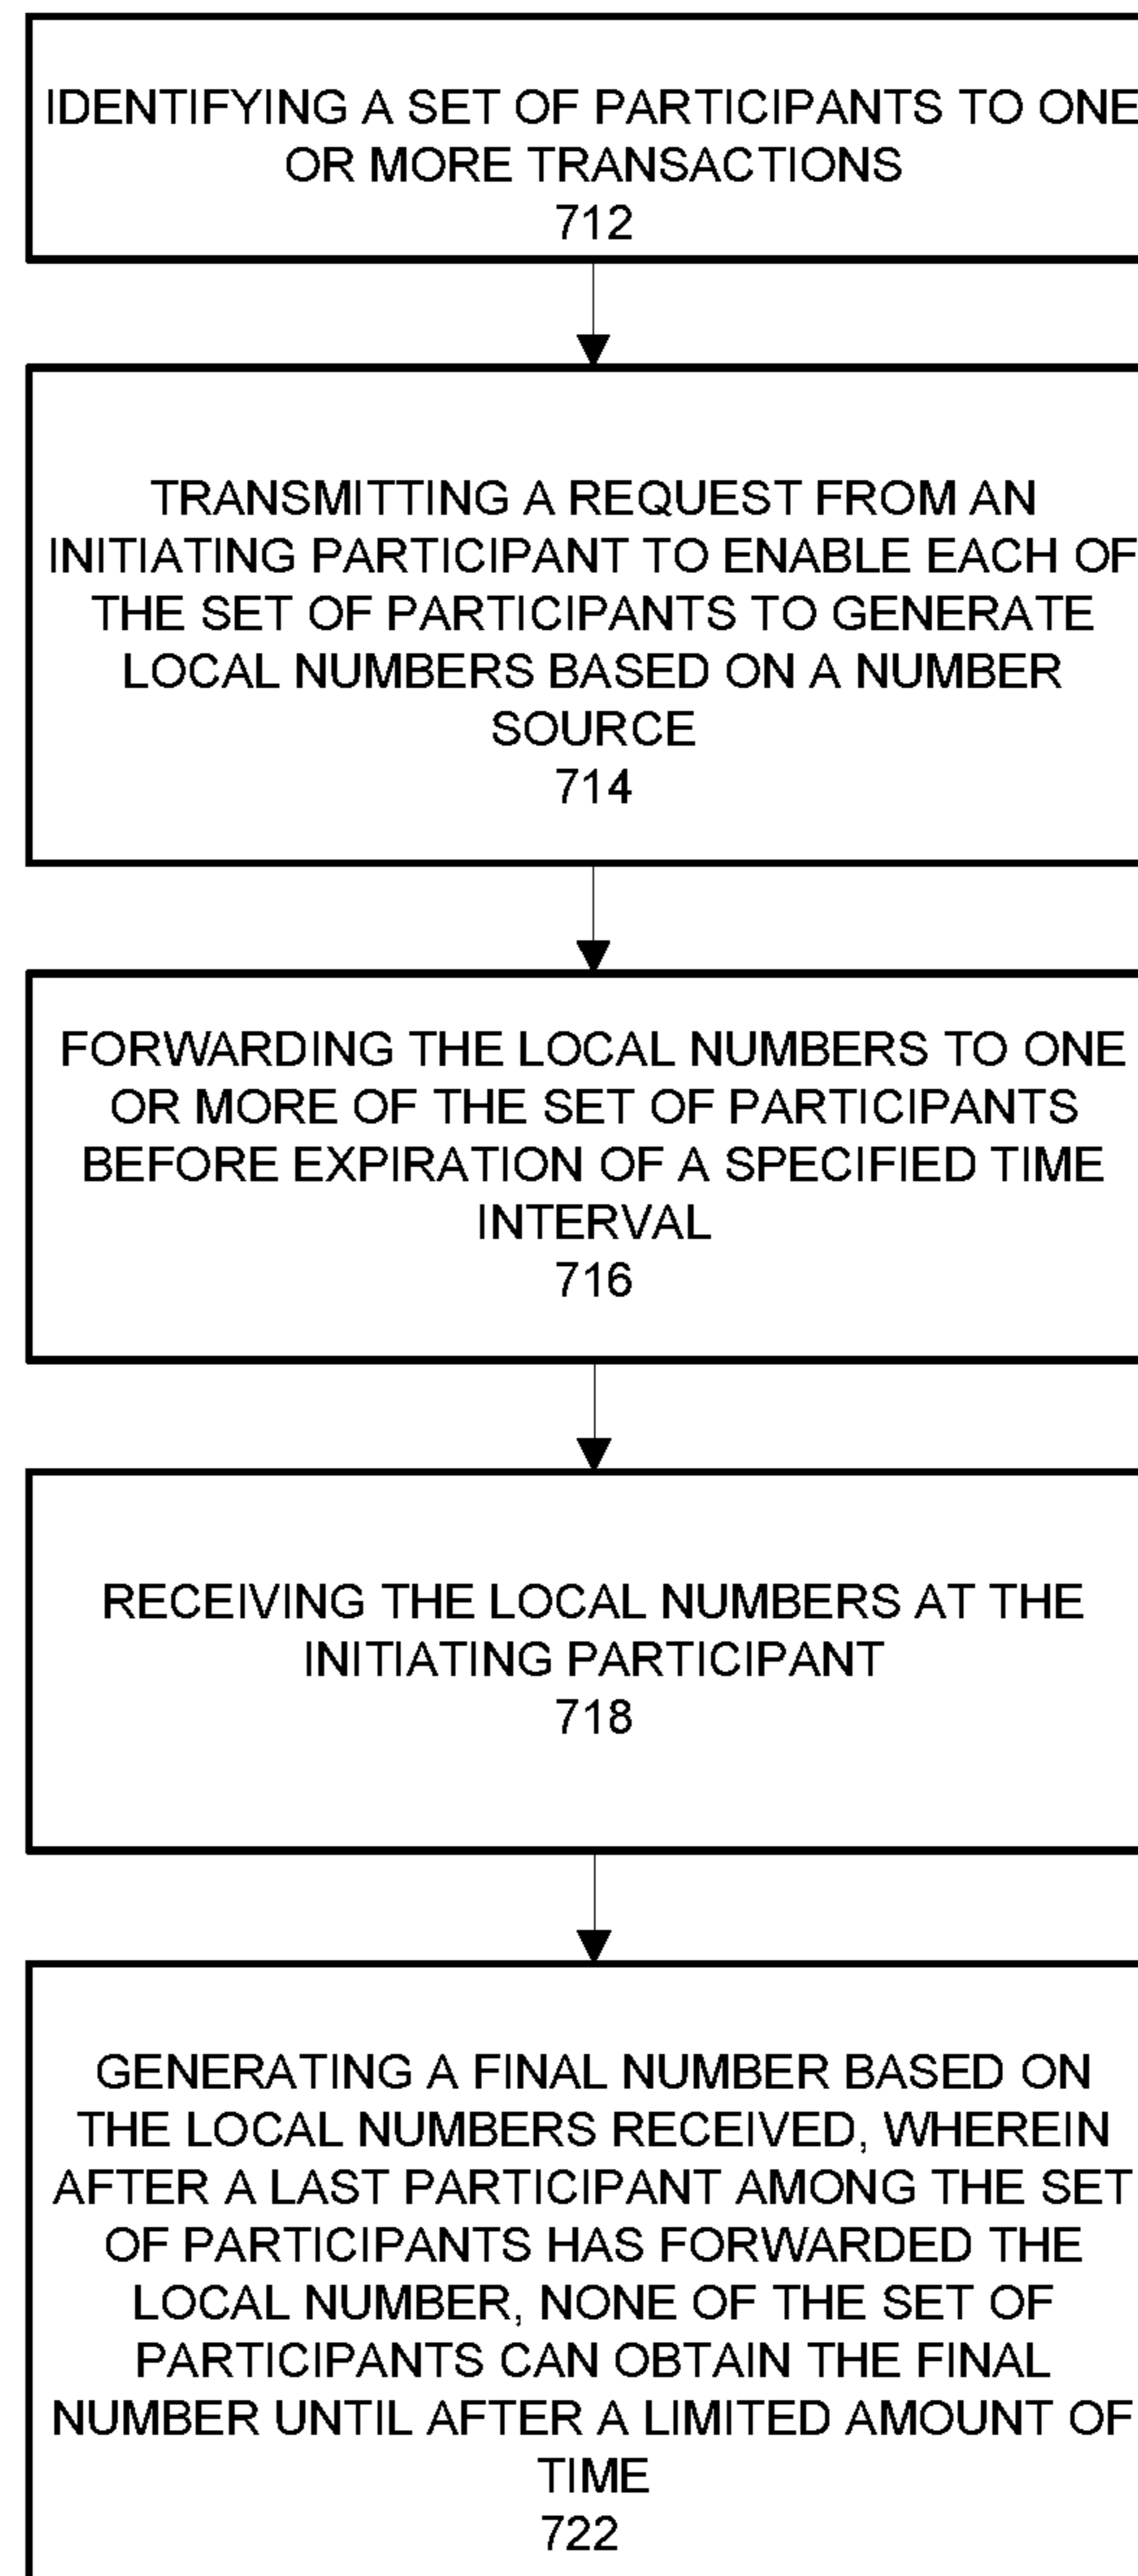 IDENTIFYING A SET OF PARTICIPANTS TO ONE
OR MORE TRANSACTIONS
712
TRANSMITTING A REQUEST FROM AN
INITIATING PARTICIPANT TO ENABLE EACH OF
THE SET OF PARTICIPANTS TO GENERATE
LOCAL NUMBERS BASED ON A NUMBER
SOURCE
714
FORWARDING THE LOCAL NUMBERS TO ONE
OR MORE OF THE SET OF PARTICIPANTS
BEFORE EXPIRATION OF A SPECIFIED TIME
INTERVAL
716
RECEIVING THE LOCAL NUMBERS AT THE
INITIATING PARTICIPANT
718
GENERATING A FINAL NUMBER BASED ON
THE LOCAL NUMBERS RECEIVED, WHEREIN
AFTER A LAST PARTICIPANT AMONG THE SET
OF PARTICIPANTS HAS FORWARDED THE
LOCAL NUMBER, NONE OF THE SET OF
PARTICIPANTS CAN OBTAIN THE FINAL
NUMBER UNTIL AFTER A LIMITED AMOUNT OF
TIME
722